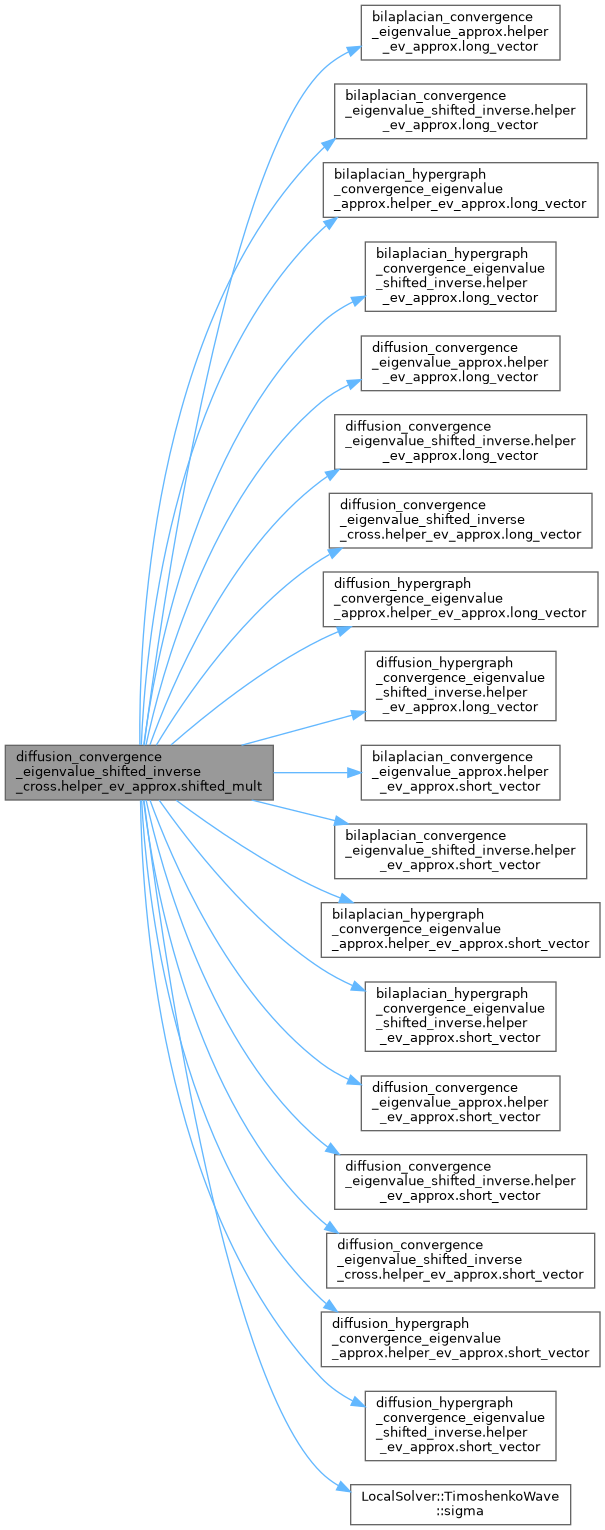 bilaplacian_convergence
_eigenvalue_approx.helper
_ev_approx.long_vector
bilaplacian_convergence
_eigenvalue_shifted_inverse.helper
_ev_approx.long_vector
bilaplacian_hypergraph
_convergence_eigenvalue
_approx.helper_ev_approx.long_vector
bilaplacian_hypergraph
_convergence_eigenvalue
_shifted_inverse.helper
_ev_approx.long_vector
diffusion_convergence
_eigenvalue_approx.helper
_ev_approx.long_vector
diffusion_convergence
_eigenvalue_shifted_inverse.helper
_ev_approx.long_vector
diffusion_convergence
_eigenvalue_shifted_inverse
_cross.helper_ev_approx.long_vector
diffusion_hypergraph
_convergence_eigenvalue
_approx.helper_ev_approx.long_vector
diffusion_hypergraph
_convergence_eigenvalue
_shifted_inverse.helper
_ev_approx.long_vector
diffusion_convergence
_eigenvalue_shifted_inverse
_cross.helper_ev_approx.shifted_mult
bilaplacian_convergence
_eigenvalue_approx.helper
_ev_approx.short_vector
bilaplacian_convergence
_eigenvalue_shifted_inverse.helper
_ev_approx.short_vector
bilaplacian_hypergraph
_convergence_eigenvalue
_approx.helper_ev_approx.short_vector
bilaplacian_hypergraph
_convergence_eigenvalue
_shifted_inverse.helper
_ev_approx.short_vector
diffusion_convergence
_eigenvalue_approx.helper
_ev_approx.short_vector
diffusion_convergence
_eigenvalue_shifted_inverse.helper
_ev_approx.short_vector
diffusion_convergence
_eigenvalue_shifted_inverse
_cross.helper_ev_approx.short_vector
diffusion_hypergraph
_convergence_eigenvalue
_approx.helper_ev_approx.short_vector
diffusion_hypergraph
_convergence_eigenvalue
_shifted_inverse.helper
_ev_approx.short_vector
LocalSolver::TimoshenkoWave
::sigma